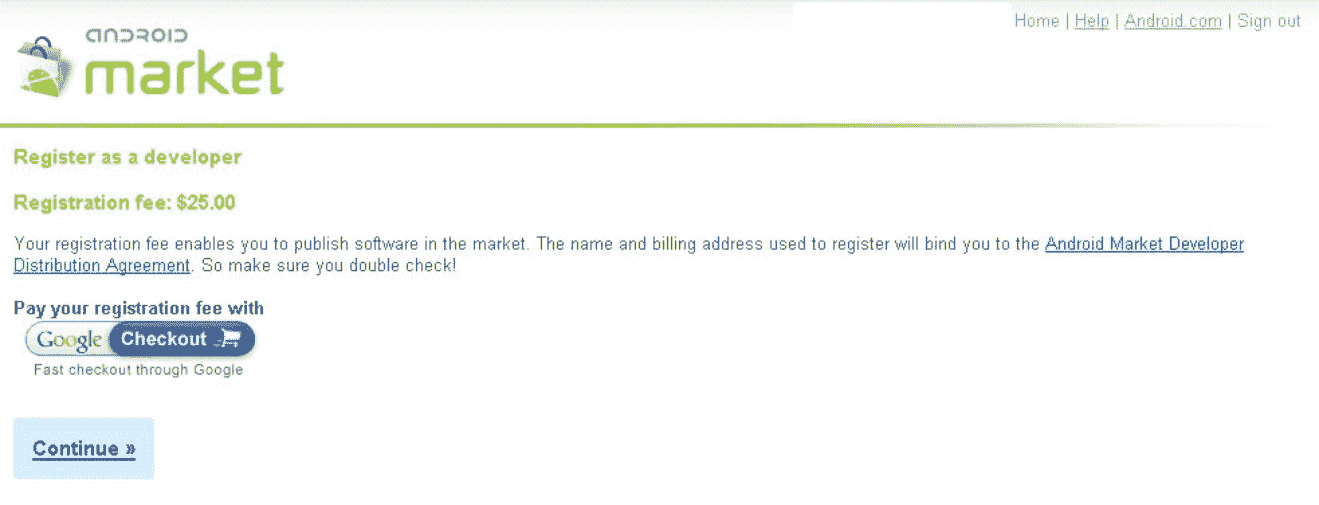 Home | Help | Android.com | Sign out
ANDROID
market
Register as a developer
Registration fee: $25.00
Your registration fee enables you to publish software in the market. The name and billing address used to register will bind you to the Android Market Developer
Distribution Agreement. So make sure you double check!
Pay your registration fee with
Google Checkout
Fast checkout through Google
Continue »